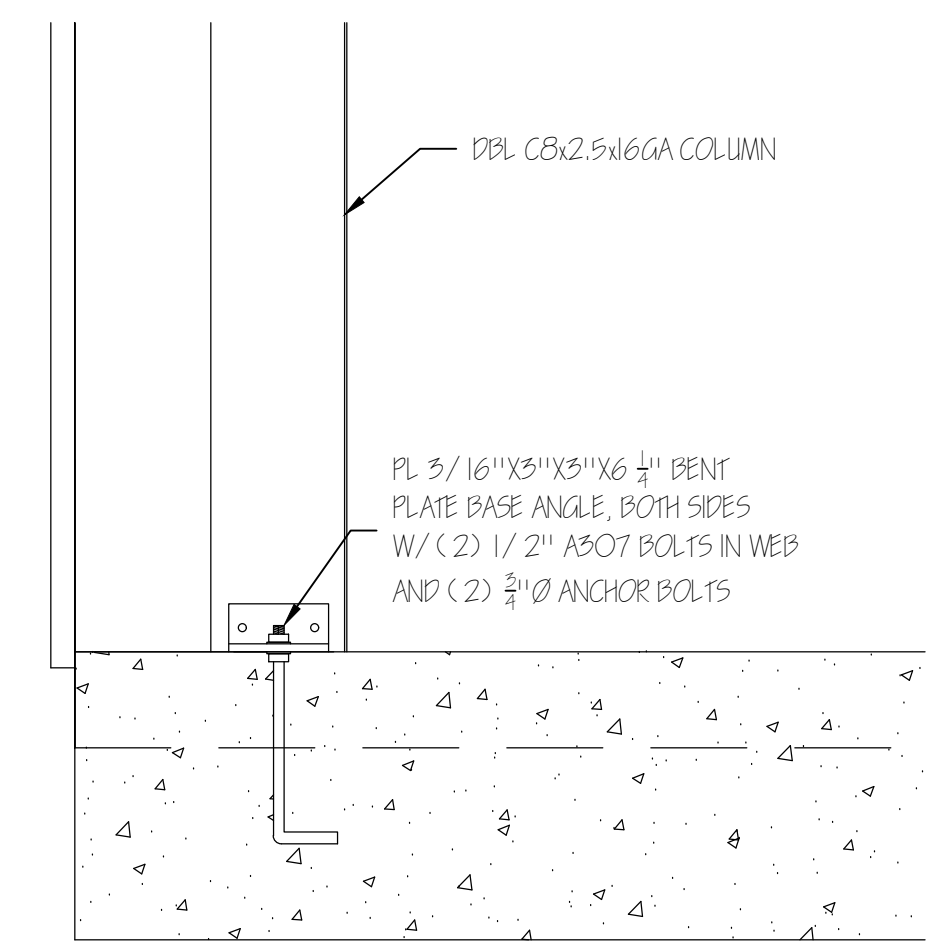 DBL C8x2.5x16GA COLUMN
PL 3/16"X3"X3"X6 1/4" BENT
PLATE BASE ANGLE, BOTH SIDES
W/ (2) 1/2" A307 BOLTS IN WEB
AND (2) 3/4"Ø ANCHOR BOLTS